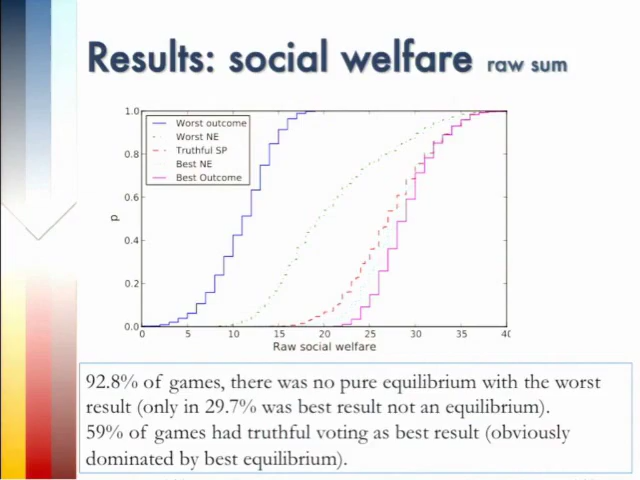 Results: social welfare raw sum
1.0
0.8
0.6
0.4
0.2
0.0
p
Worst outcome
Worst NE
Truthful SP
Best NE
Best Outcome
0 5 10 15 20 25 30 35 40
Raw social welfare
92.8% of games, there was no pure equilibrium with the worst
result (only in 29.7% was best result not an equilibrium).
59% of games had truthful voting as best result (obviously
dominated by best equilibrium).